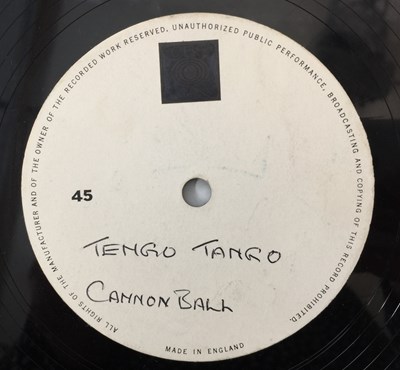 ALL RIGHTS OF THE MANUFACTURER AND OF THE OWNER OF THE RECORDED WORK RESERVED, UNAUTHORIZED PUBLIC PERFORMANCE, BROADCASTING AND COPYING OF THIS RECORD PROHIBITED.
45
TENGO TANGO
CANNON BALL
MADE IN ENGLAND